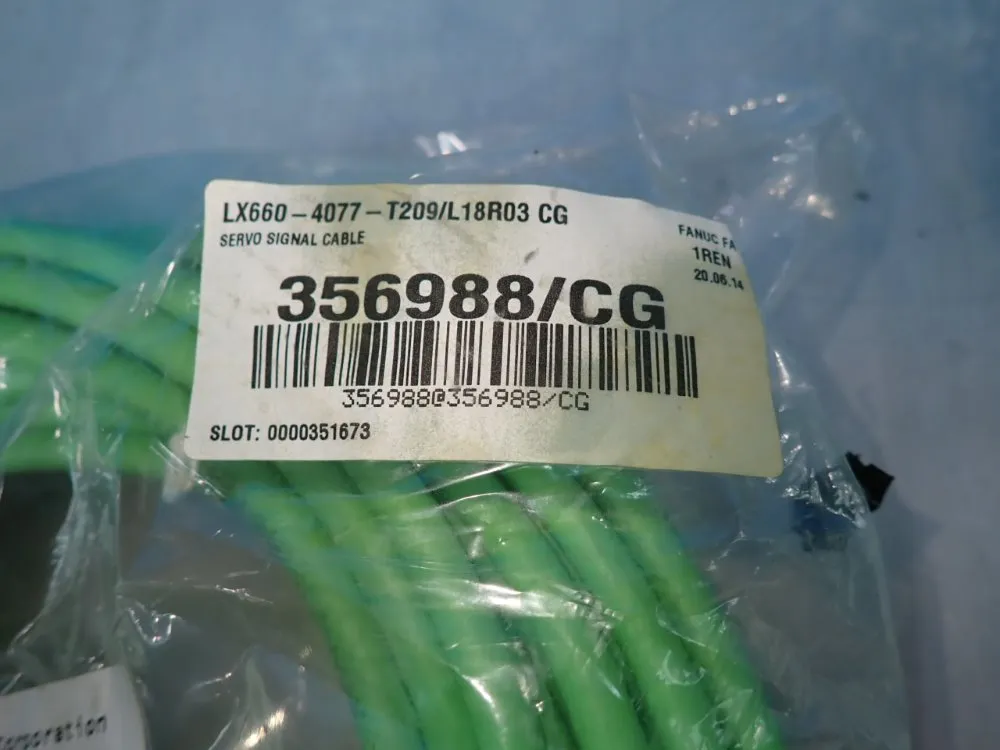 LX660-4077-T209/L18R03 CG
SERVO SIGNAL CABLE
FANUC FA
1REN
20.06.14
356988/CG
356988@356988/CG
SLOT: 0000351673
Corporation